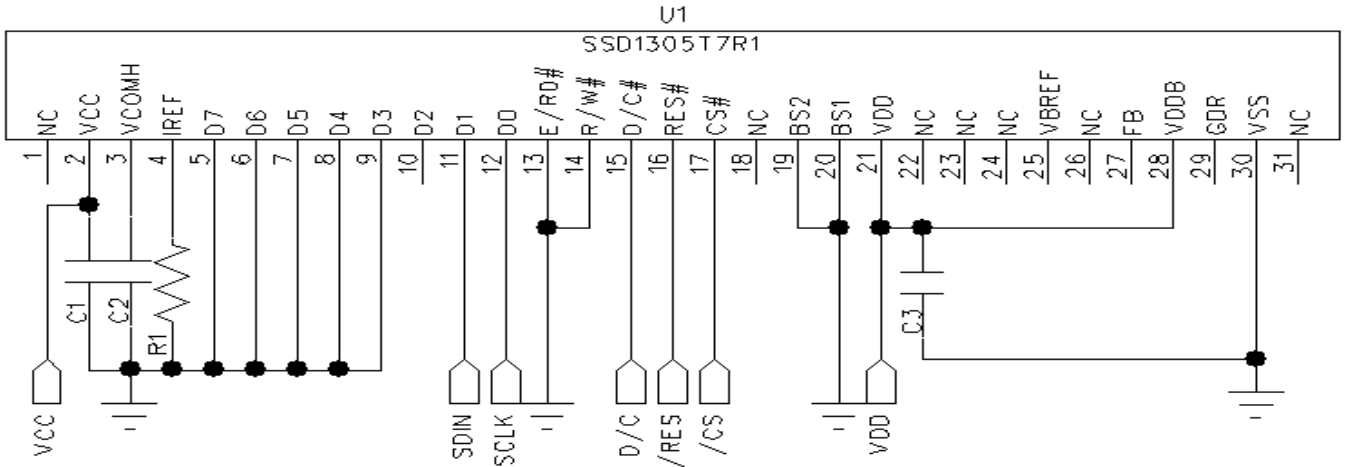 U1
SSD1305T7R1
NC
VCC
VCOMH
IREF
D7
D6
D5
D4
D3
D2
D1
D0
E/RD#
R/W#
D/C#
RES#
CS#
NC
BS2
BS1
VDD
NC
NC
NC
VBREF
NC
FB
VDDB
GDR
VSS
NC
1
2
3
4
5
6
7
8
9
10
11
12
13
14
15
16
17
18
19
20
21
22
23
24
25
26
27
28
29
30
31
C1
C2
R1
C3
VCC
SDIN
SCLK
D/C
/RES
/CS
VDD